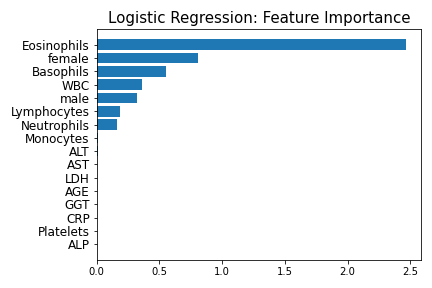 Logistic Regression: Feature Importance
Eosinophils
female
Basophils
WBC
male
Lymphocytes
Neutrophils
Monocytes
ALT
AST
LDH
AGE
GGT
CRP
Platelets
ALP
0.0 0.5 1.0 1.5 2.0 2.5